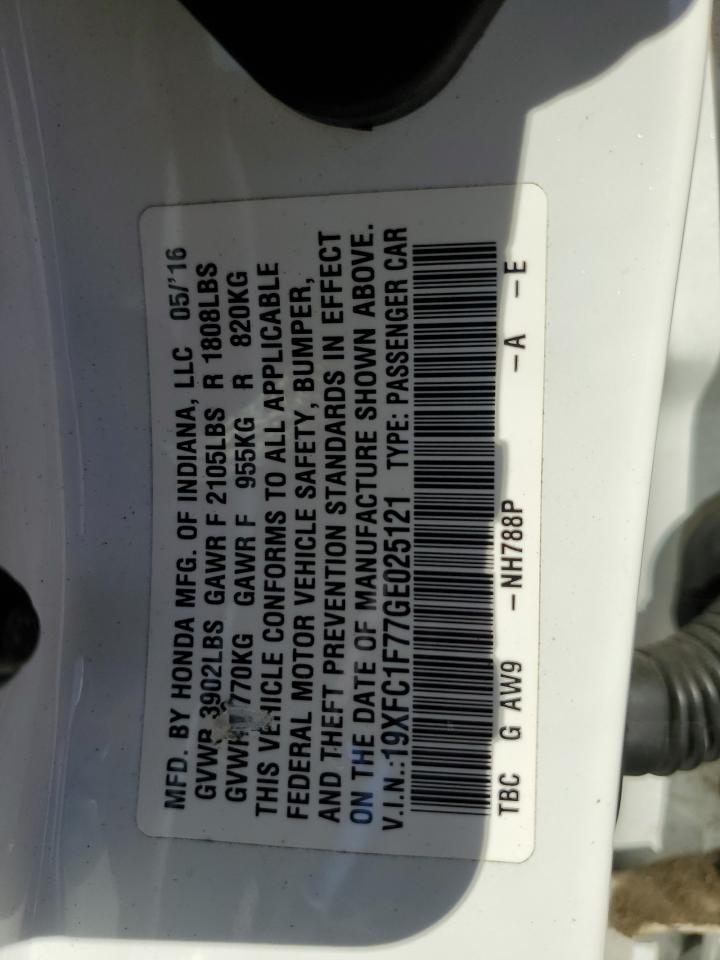 MFD. BY HONDA MFG. OF INDIANA, LLC 05/'16
GVWR 3902LBS GAWR F 2105LBS R 1808LBS
770KG GAWR F 955KG R 820KG
THIS VEHICLE CONFORMS TO ALL APPLICABLE
FEDERAL MOTOR VEHICLE SAFETY, BUMPER,
AND THEFT PREVENTION STANDARDS IN EFFECT
ON THE DATE OF MANUFACTURE SHOWN ABOVE.
V.I.N.:19XFC1F77GE025121 TYPE: PASSENGER CAR
TBC G AW9 -NH788P -A -E